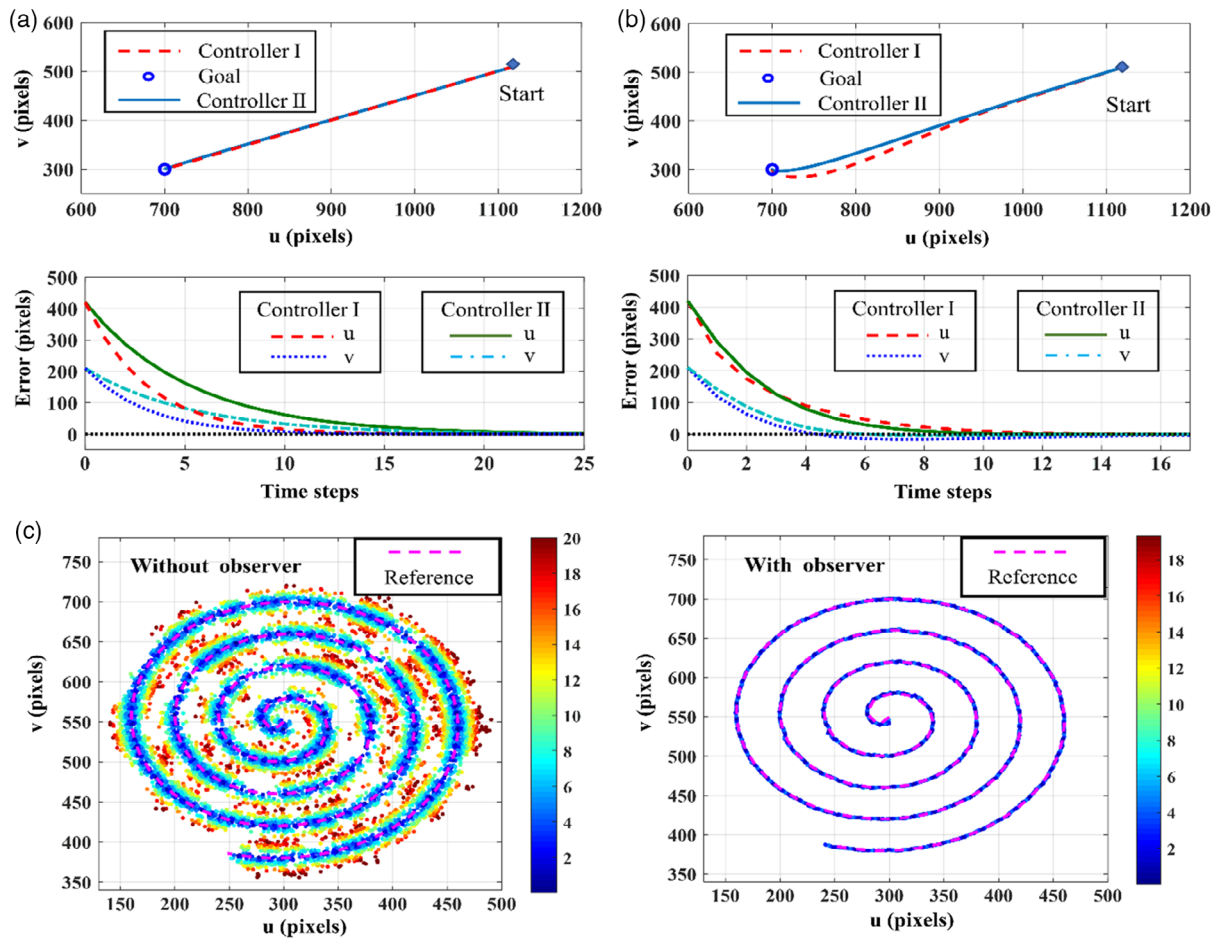 (a)
600
500
400
300
v (pixels)
Controller I
Goal
Controller II
Start
600 700 800 900 1000 1100 1200
u (pixels)
500
400
300
200
100
0
Error (pixels)
Controller I
u
v
Controller II
u
v
0 5 10 15 20 25
Time steps
(b)
600
500
400
300
v (pixels)
Controller I
Goal
Controller II
Start
600 700 800 900 1000 1100 1200
u (pixels)
500
400
300
200
100
0
Error (pixels)
Controller I
u
v
Controller II
u
v
0 2 4 6 8 10 12 14 16
Time steps
(c)
750
700
650
600
550
500
450
400
350
v (pixels)
Without observer
Reference
150 200 250 300 350 400 450 500
u (pixels)
20
18
16
14
12
10
8
6
4
2
750
700
650
600
550
500
450
400
350
v (pixels)
With observer
Reference
150 200 250 300 350 400 450 500
u (pixels)
18
16
14
12
10
8
6
4
2